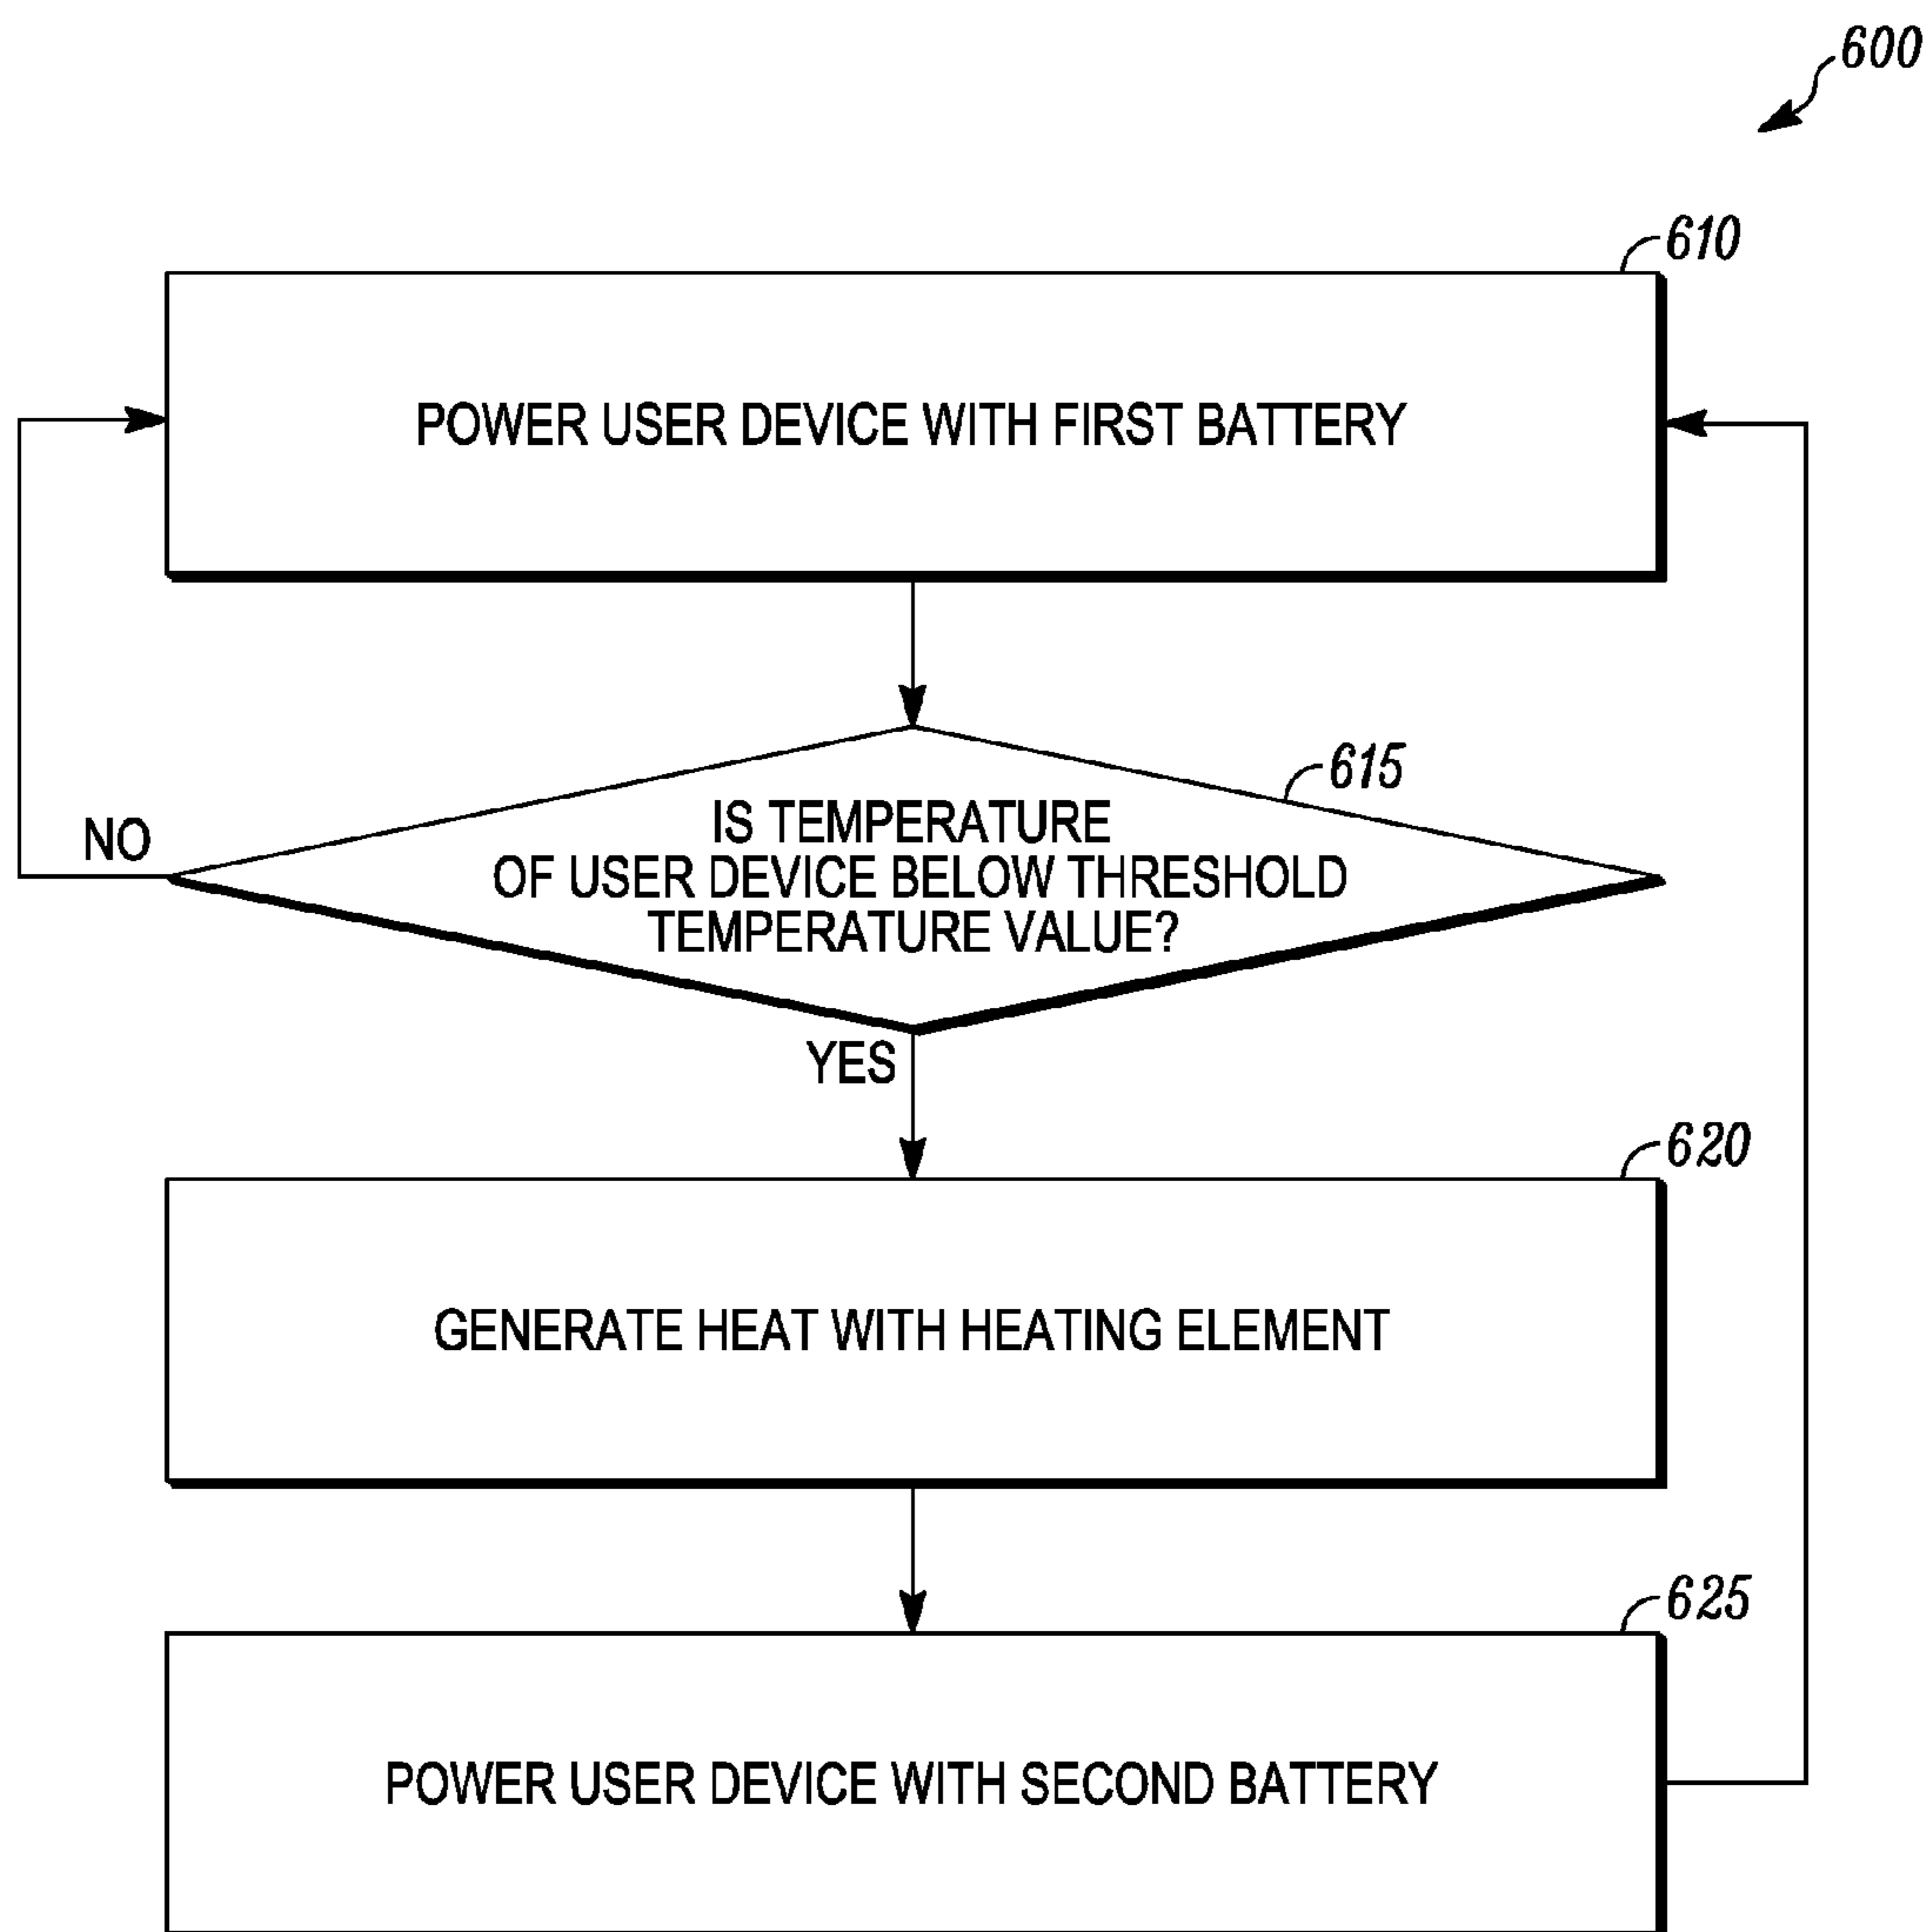 600
610
POWER USER DEVICE WITH FIRST BATTERY
615
IS TEMPERATURE
OF USER DEVICE BELOW THRESHOLD
TEMPERATURE VALUE?
NO
YES
620
GENERATE HEAT WITH HEATING ELEMENT
625
POWER USER DEVICE WITH SECOND BATTERY